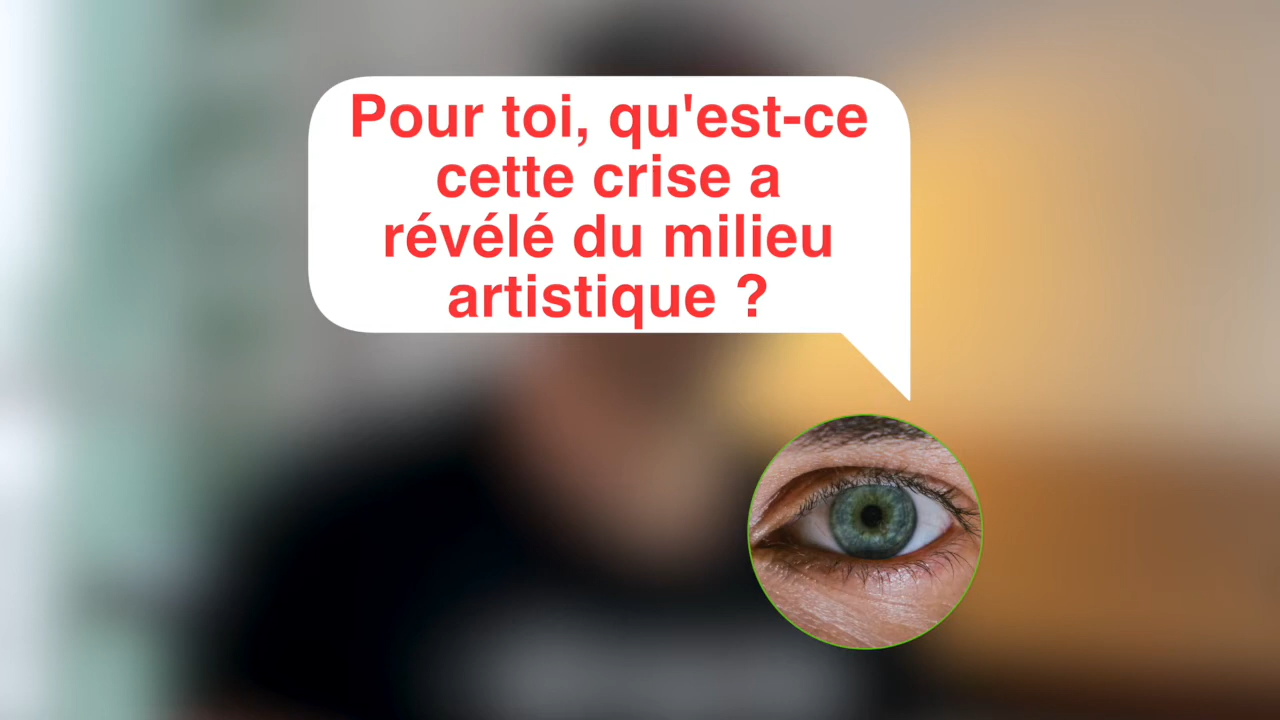 Pour toi, qu'est-ce
cette crise a
révélé du milieu
artistique ?